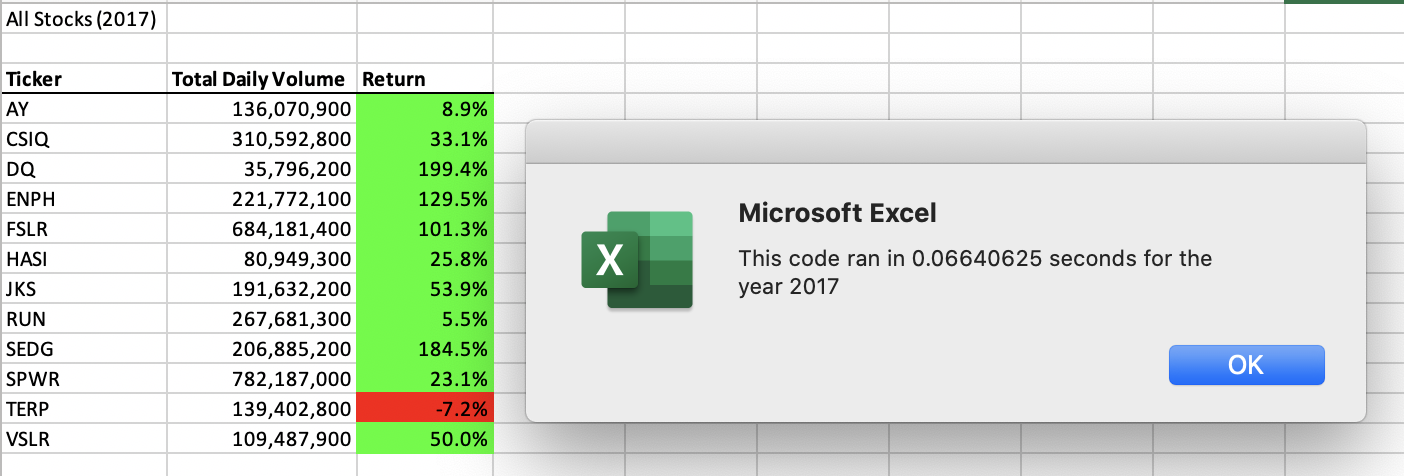 All Stocks (2017)
Ticker Total Daily Volume Return
AY 136,070,900 8.9%
CSIQ 310,592,800 33.1%
DQ 35,796,200 199.4%
ENPH 221,772,100 129.5%
FSLR 684,181,400 101.3%
HASI 80,949,300 25.8%
JKS 191,632,200 53.9%
RUN 267,681,300 5.5%
SEDG 206,885,200 184.5%
SPWR 782,187,000 23.1%
TERP 139,402,800 -7.2%
VSLR 109,487,900 50.0%
X
Microsoft Excel
This code ran in 0.06640625 seconds for the
year 2017
OK